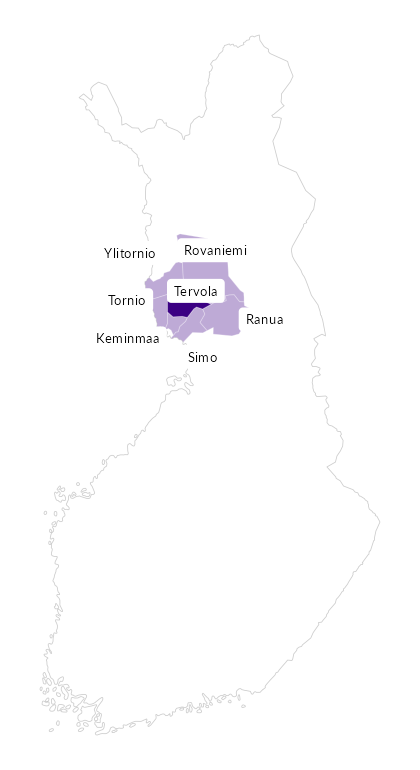 Rovaniemi
Ylitornio
Tervola
Tornio
Ranua
Keminmaa
Simo